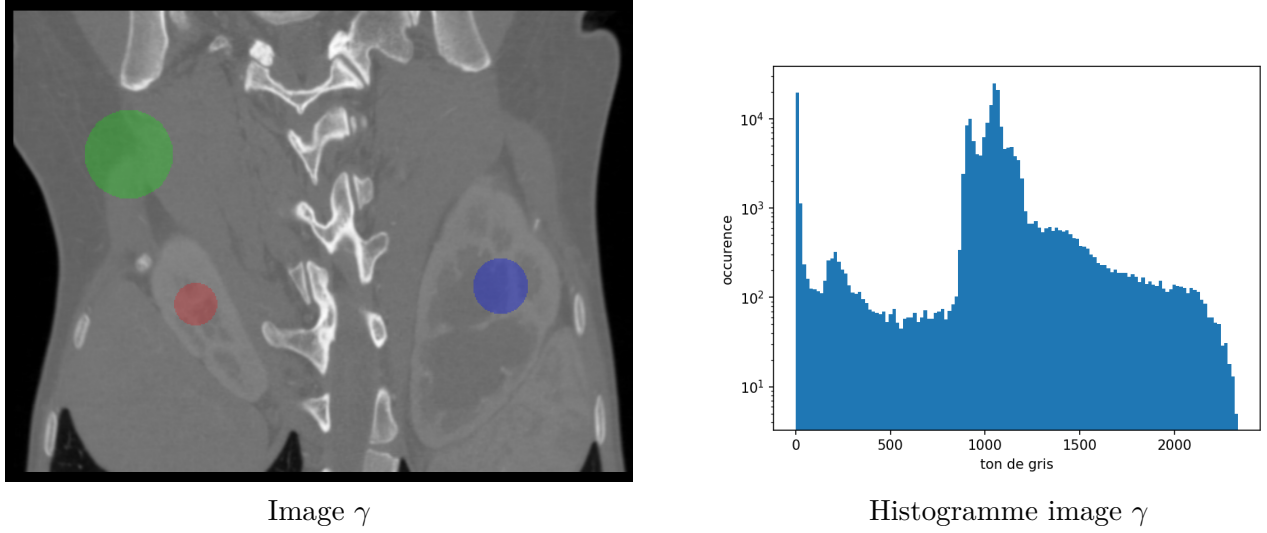 10⁴
10³
10²
10¹
occurence
0 500 1000 1500 2000
ton de gris
Image γ
Histogramme image γ